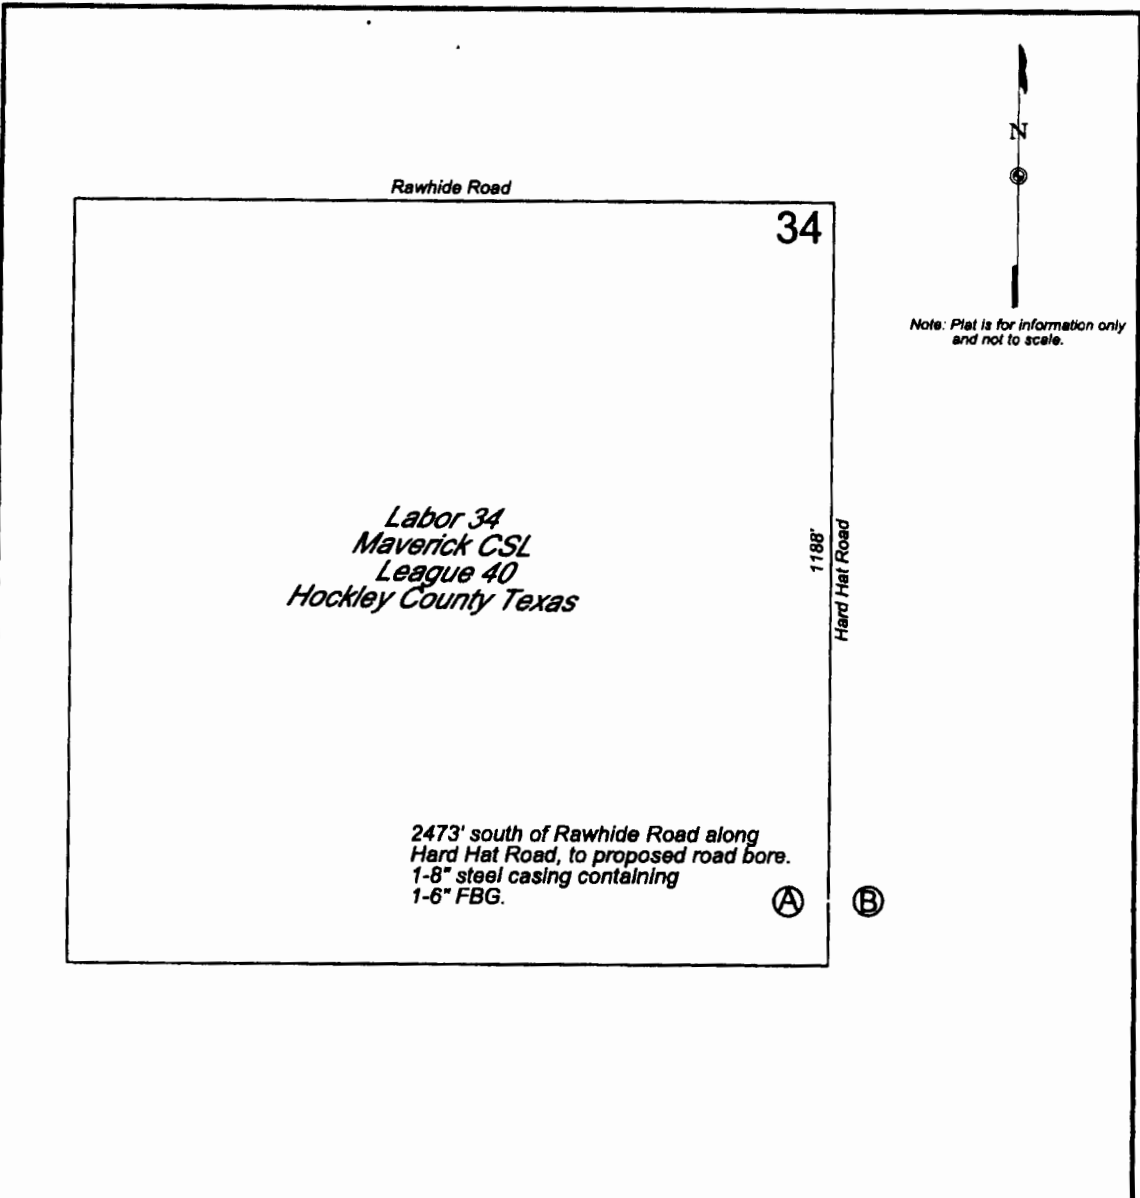 N
Rawhide Road
34
Note: Plat is for information only
and not to scale.
Labor 34
Maverick CSL
League 40
Hockley County Texas
1188'
Hard Hat Road
2473' south of Rawhide Road along
Hard Hat Road, to proposed road bore.
1-8" steel casing containing
1-6" FBG.
A B